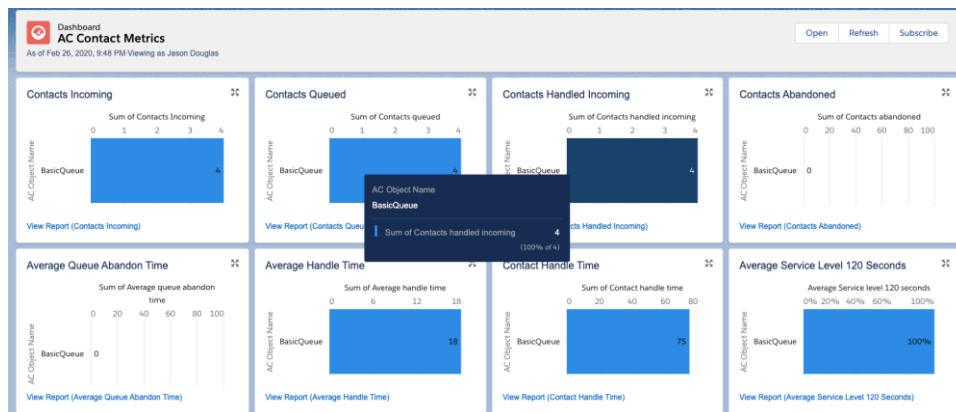 Dashboard
AC Contact Metrics
As of Feb 26, 2020, 9:48 PM·Viewing as Jason Douglas
Open Refresh Subscribe
Contacts Incoming
Sum of Contacts Incoming
0 1 2 3 4
AC Object Name
BasicQueue
4
View Report (Contacts Incoming)
Contacts Queued
Sum of Contacts queued
0 1 2 3 4
AC Object Name
BasicQueue
4
View Report (Contacts Queu
Contacts Handled Incoming
Sum of Contacts handled incoming
0 1 2 3 4
BasicQueue
4
cts Handled Incoming)
AC Object Name
BasicQueue
Sum of Contacts handled incoming 4
(100% of 4)
Contacts Abandoned
Sum of Contacts abandoned
0 20 40 60 80 100
AC Object Name
BasicQueue
0
View Report (Contacts Abandoned)
Average Queue Abandon Time
Sum of Average queue abandon
time
0 20 40 60 80 100
AC Object Name
BasicQueue
0
View Report (Average Queue Abandon Time)
Average Handle Time
Sum of Average handle time
0 6 12 18
AC Object Name
BasicQueue
18
View Report (Average Handle Time)
Contact Handle Time
Sum of Contact handle time
0 20 40 60 80
AC Object Name
BasicQueue
75
View Report (Contact Handle Time)
Average Service Level 120 Seconds
Average Service level 120 seconds
0% 20% 40% 60% 100%
AC Object Name
BasicQueue
100%
View Report (Average Service Level 120 Seconds)